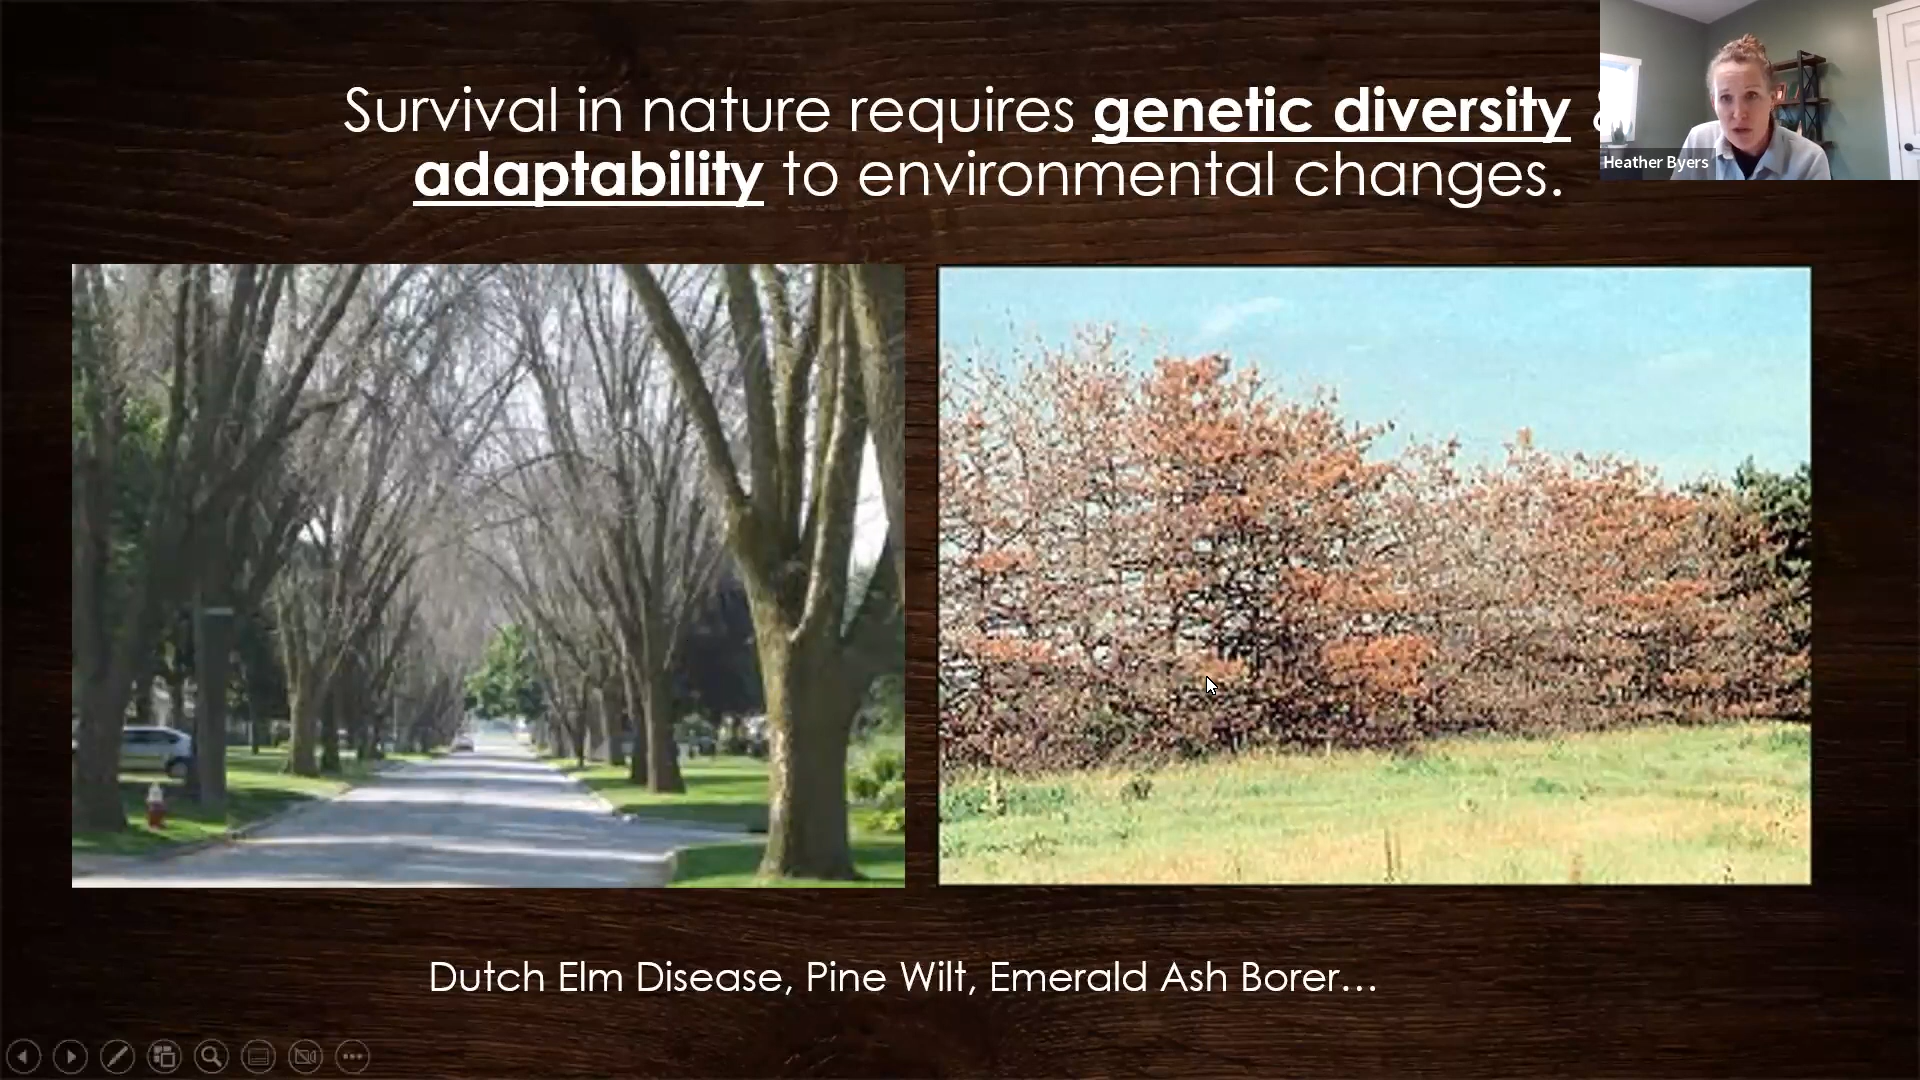 Survival in nature requires genetic diversity &
adaptability to environmental changes.
Heather Byers
Dutch Elm Disease, Pine Wilt, Emerald Ash Borer...